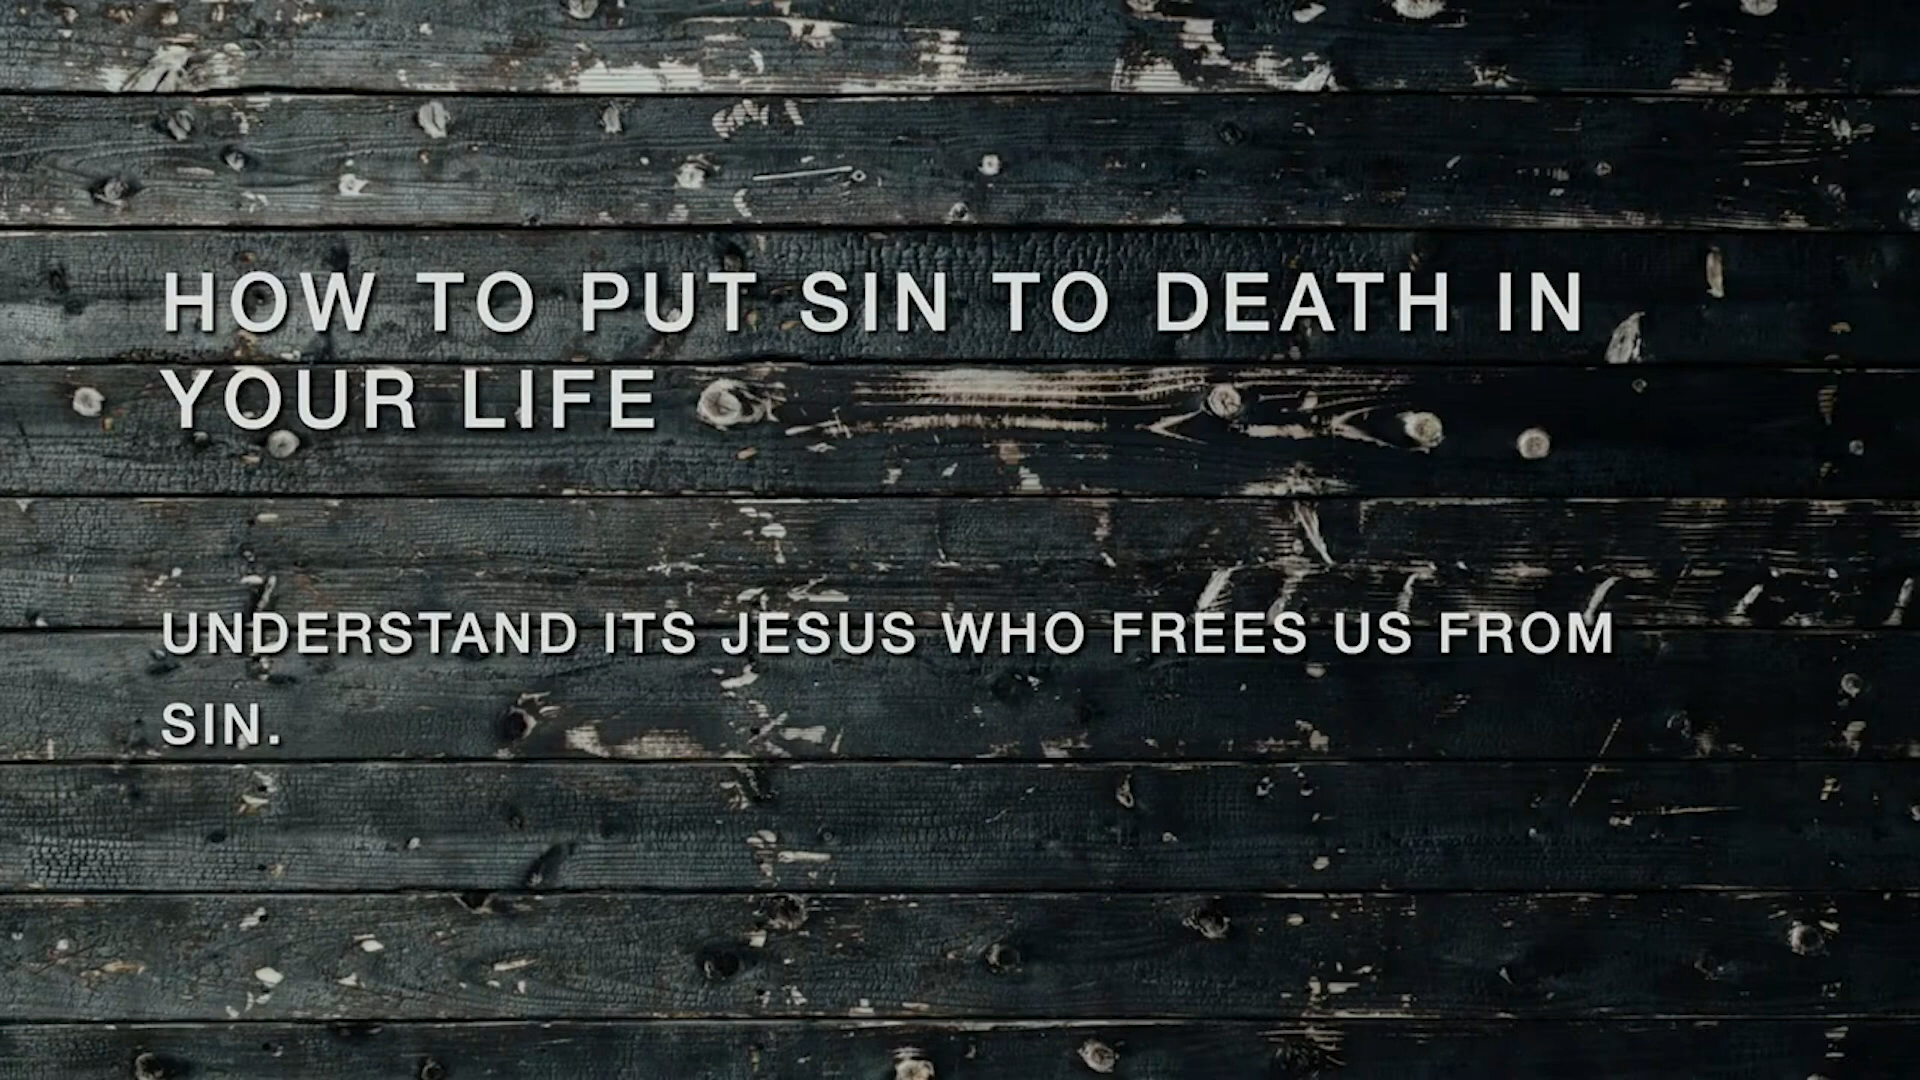 HOW TO PUT SIN TO DEATH IN
YOUR LIFE
UNDERSTAND ITS JESUS WHO FREES US FROM
SIN.